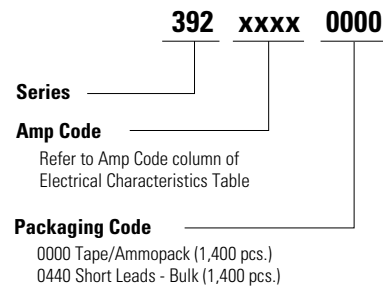 392 xxxx 0000
Series
Amp Code
Refer to Amp Code column of
Electrical Characteristics Table
Packaging Code
0000 Tape/Ammopack (1,400 pcs.)
0440 Short Leads - Bulk (1,400 pcs.)